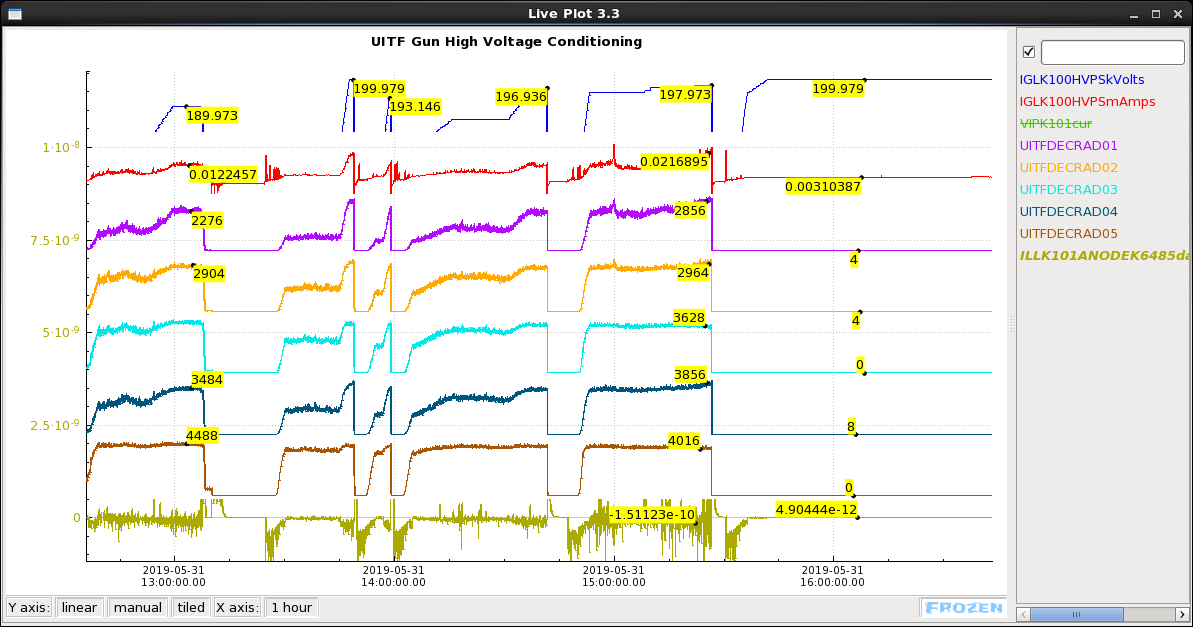 Live Plot 3.3
UITF Gun High Voltage Conditioning
199.979
193.146
196.936
197.973
199.979
189.973
1·10-8
0.0122457
0.0216895
0.00310387
2276
2856
7.5·10-9
4
2904
2964
3628
4
5·10-9
0
3484
3856
2.5·10-9
8
4488
4016
0
0
-1.51123e-10
4.90444e-12
2019-05-31
13:00:00.00
2019-05-31
14:00:00.00
2019-05-31
15:00:00.00
2019-05-31
16:00:00.00
Y axis: linear manual tiled X axis: 1 hour
FROZEN
IGLK100HVPSkVolts
IGLK100HVPSmAmps
VIPK101cur
UITFDECRAD01
UITFDECRAD02
UITFDECRAD03
UITFDECRAD04
UITFDECRAD05
ILLK101ANODEK6485da